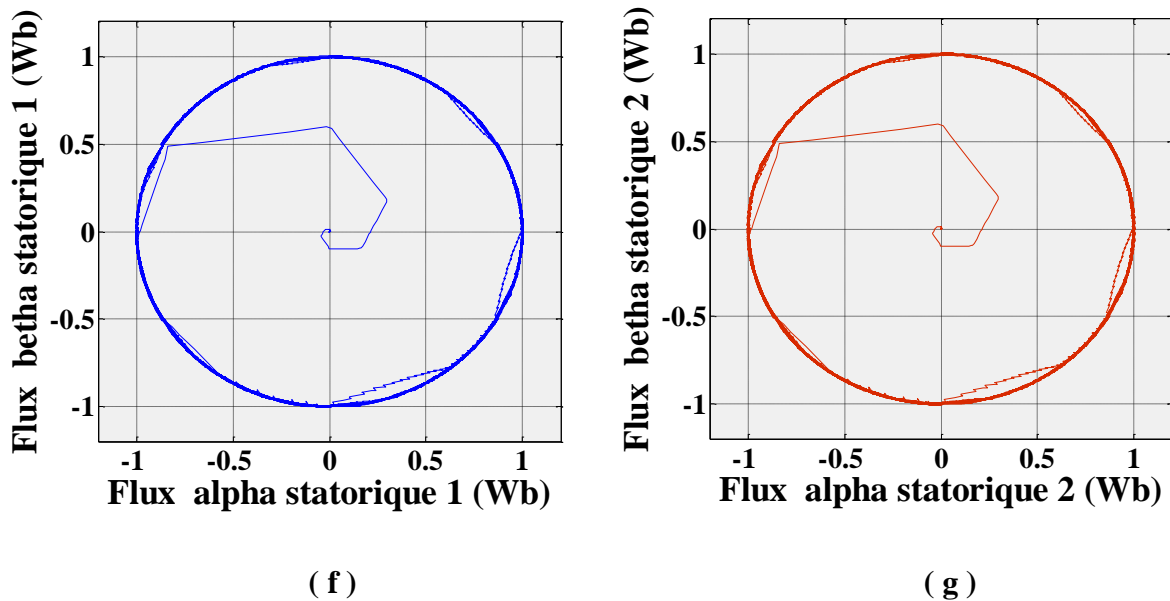 Flux betha statorique 1 (Wb)
1
0.5
0
-0.5
-1
-1 -0.5 0 0.5 1
Flux alpha statorique 1 (Wb)
( f )
Flux betha statorique 2 (Wb)
1
0.5
0
-0.5
-1
-1 -0.5 0 0.5 1
Flux alpha statorique 2 (Wb)
( g )